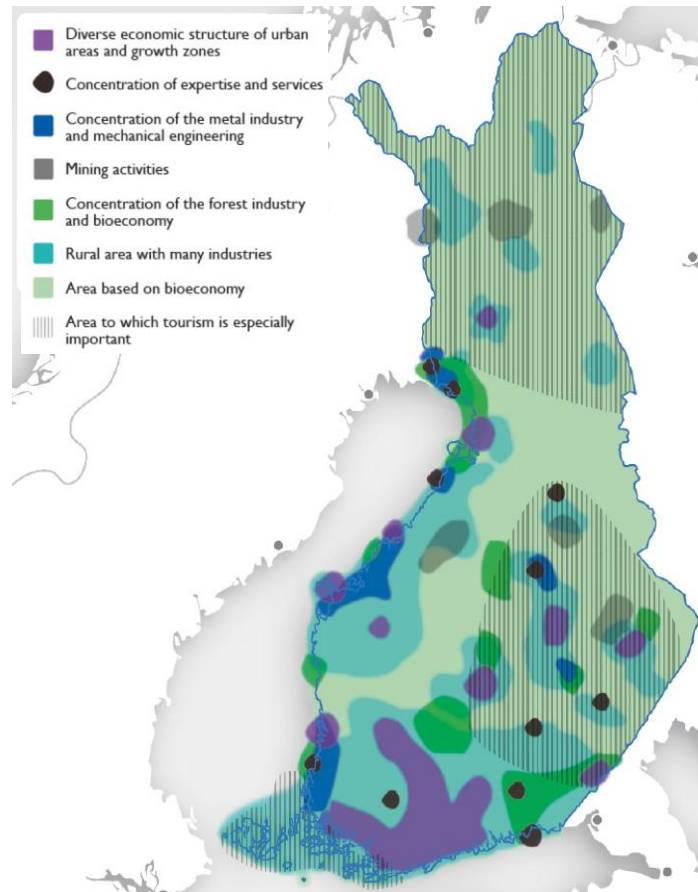 Diverse economic structure of urban
areas and growth zones
Concentration of expertise and services
Concentration of the metal industry
and mechanical engineering
Mining activities
Concentration of the forest industry
and bioeconomy
Rural area with many industries
Area based on bioeconomy
Area to which tourism is especially
important